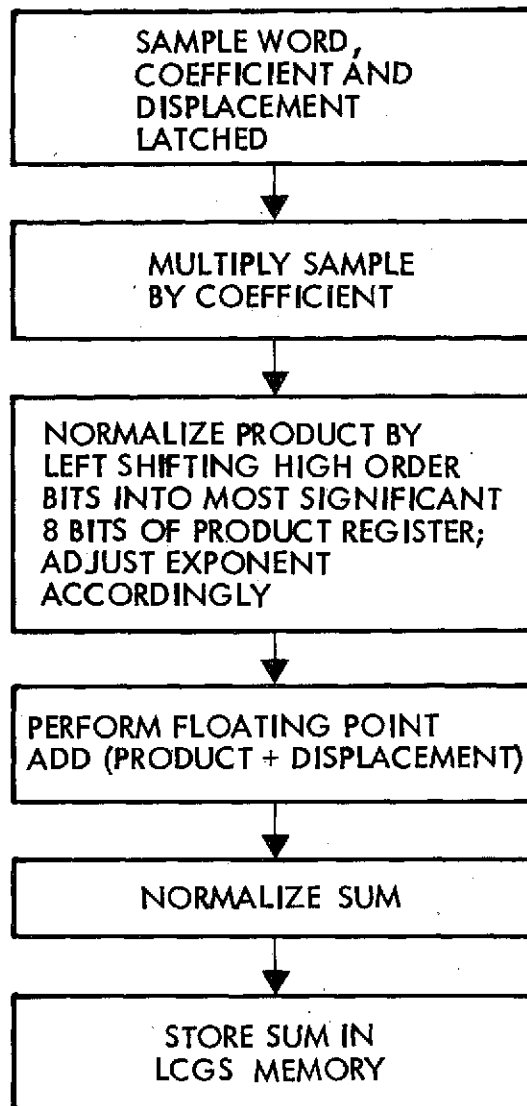 SAMPLE WORD,
COEFFICIENT AND
DISPLACEMENT
LATCHED
MULTIPLY SAMPLE
BY COEFFICIENT
NORMALIZE PRODUCT BY
LEFT SHIFTING HIGH ORDER
BITS INTO MOST SIGNIFICANT
8 BITS OF PRODUCT REGISTER;
ADJUST EXPONENT
ACCORDINGLY
PERFORM FLOATING POINT
ADD (PRODUCT + DISPLACEMENT)
NORMALIZE SUM
STORE SUM IN
LCGS MEMORY